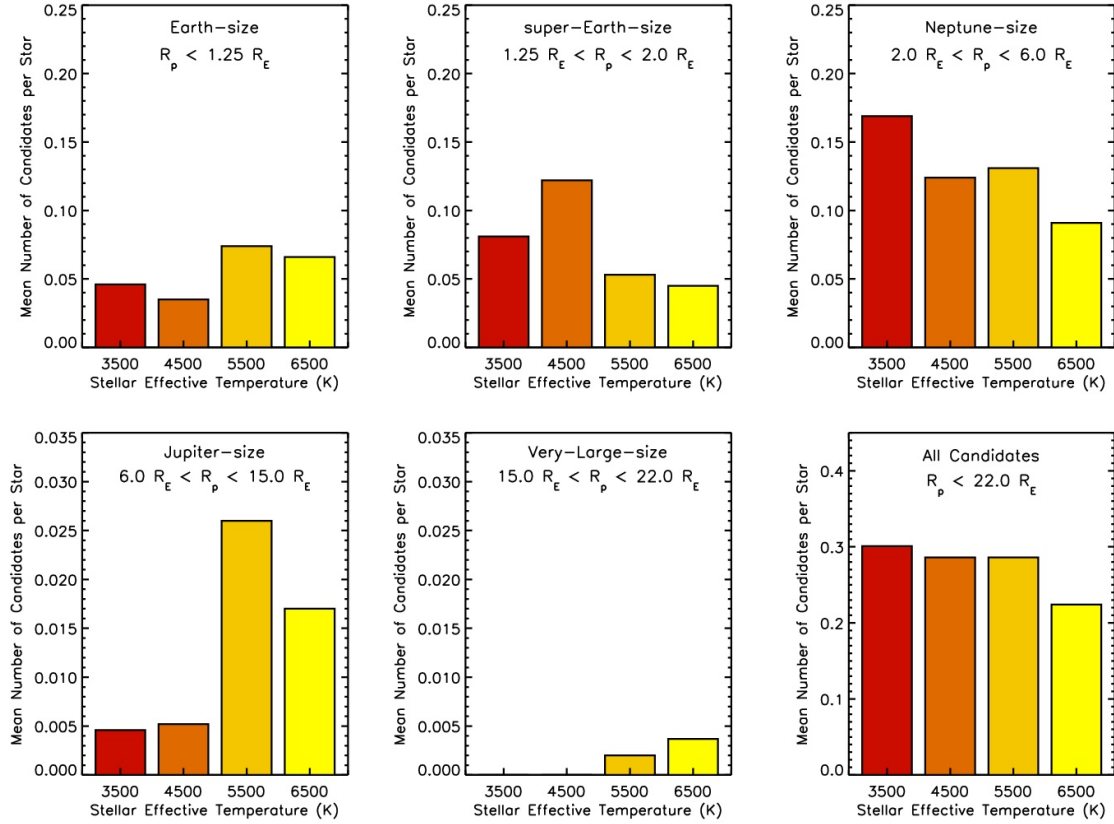 Mean Number of Candidates per Star
0.25
0.20
0.15
0.10
0.05
0.00
Earth-size
R_p < 1.25 R_E
3500 4500 5500 6500
Stellar Effective Temperature (K)
Mean Number of Candidates per Star
0.25
0.20
0.15
0.10
0.05
0.00
super-Earth-size
1.25 R_E < R_p < 2.0 R_E
3500 4500 5500 6500
Stellar Effective Temperature (K)
Mean Number of Candidates per Star
0.25
0.20
0.15
0.10
0.05
0.00
Neptune-size
2.0 R_E < R_p < 6.0 R_E
3500 4500 5500 6500
Stellar Effective Temperature (K)
Mean Number of Candidates per Star
0.035
0.030
0.025
0.020
0.015
0.010
0.005
0.000
Jupiter-size
6.0 R_E < R_p < 15.0 R_E
3500 4500 5500 6500
Stellar Effective Temperature (K)
Mean Number of Candidates per Star
0.035
0.030
0.025
0.020
0.015
0.010
0.005
0.000
Very-Large-size
15.0 R_E < R_p < 22.0 R_E
3500 4500 5500 6500
Stellar Effective Temperature (K)
Mean Number of Candidates per Star
0.4
0.3
0.2
0.1
0.0
All Candidates
R_p < 22.0 R_E
3500 4500 5500 6500
Stellar Effective Temperature (K)